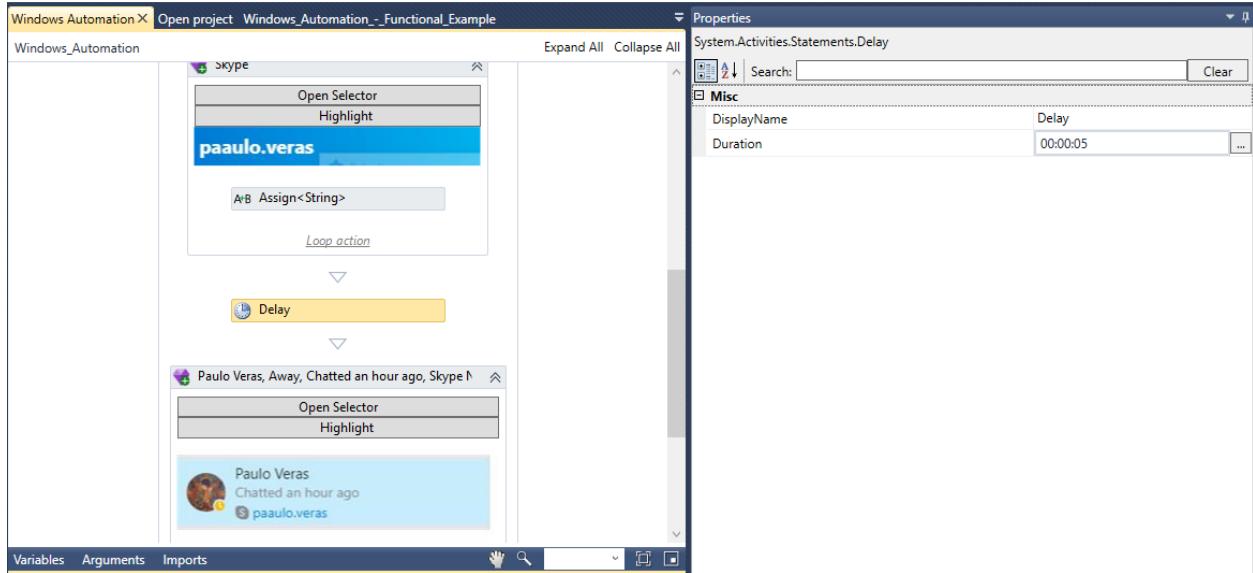 Windows Automation X Open project Windows_Automation_-_Functional_Example
Windows_Automation Expand All Collapse All
Skype
Open Selector
Highlight
paaulo.veras
A+B Assign<String>
Loop action
Delay
Paulo Veras, Away, Chatted an hour ago, Skype N
Open Selector
Highlight
Paulo Veras
Chatted an hour ago
S paaulo.veras
Variables Arguments Imports
Properties
System.Activities.Statements.Delay
Search: Clear
Misc
DisplayName Delay
Duration 00:00:05 ...